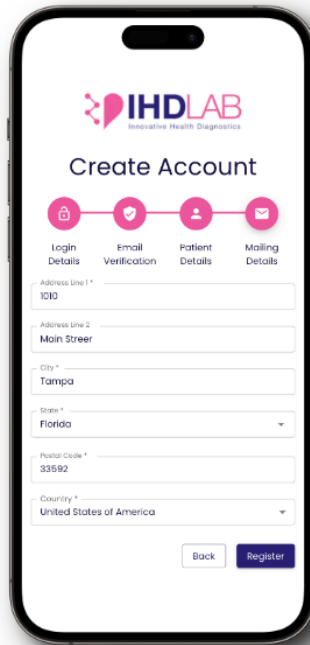 IHDLAB
Innovative Health Diagnostics
Create Account
Login Details
Email Verification
Patient Details
Mailing Details
Address Line 1 *
1010
Address Line 2
Main Streer
City *
Tampa
State *
Florida
Postal Code *
33592
Country *
United States of America
Back Register